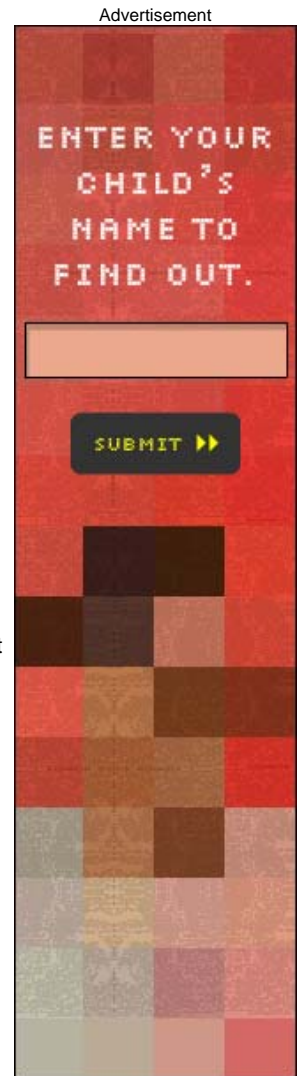 Advertisement
ENTER YOUR
CHILD'S
NAME TO
FIND OUT.
SUBMIT
t